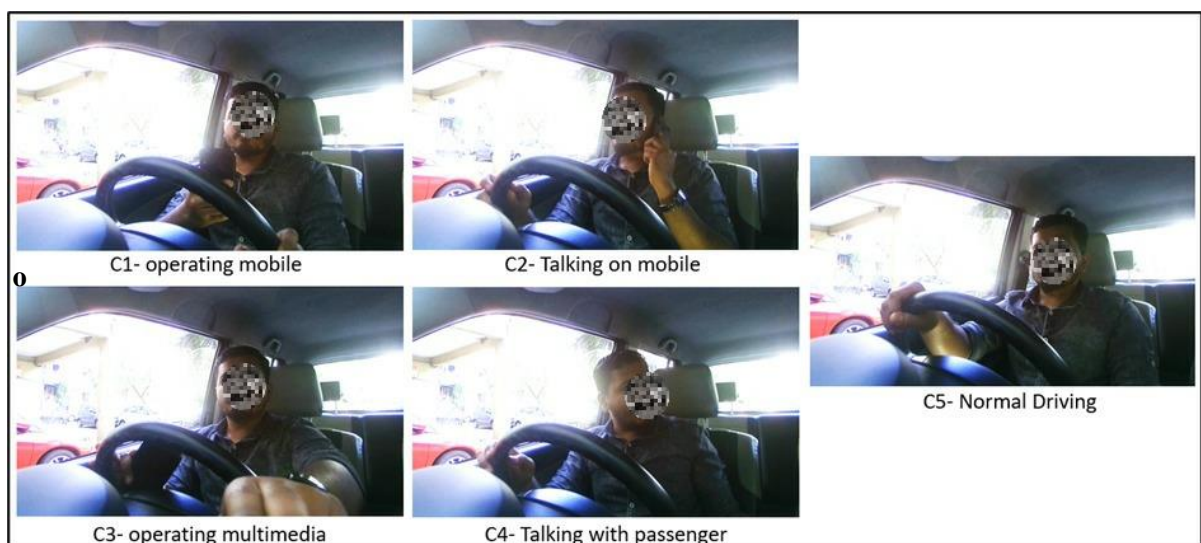 C1- operating mobile
C2- Talking on mobile
o
C3- operating multimedia
C4- Talking with passenger
C5- Normal Driving